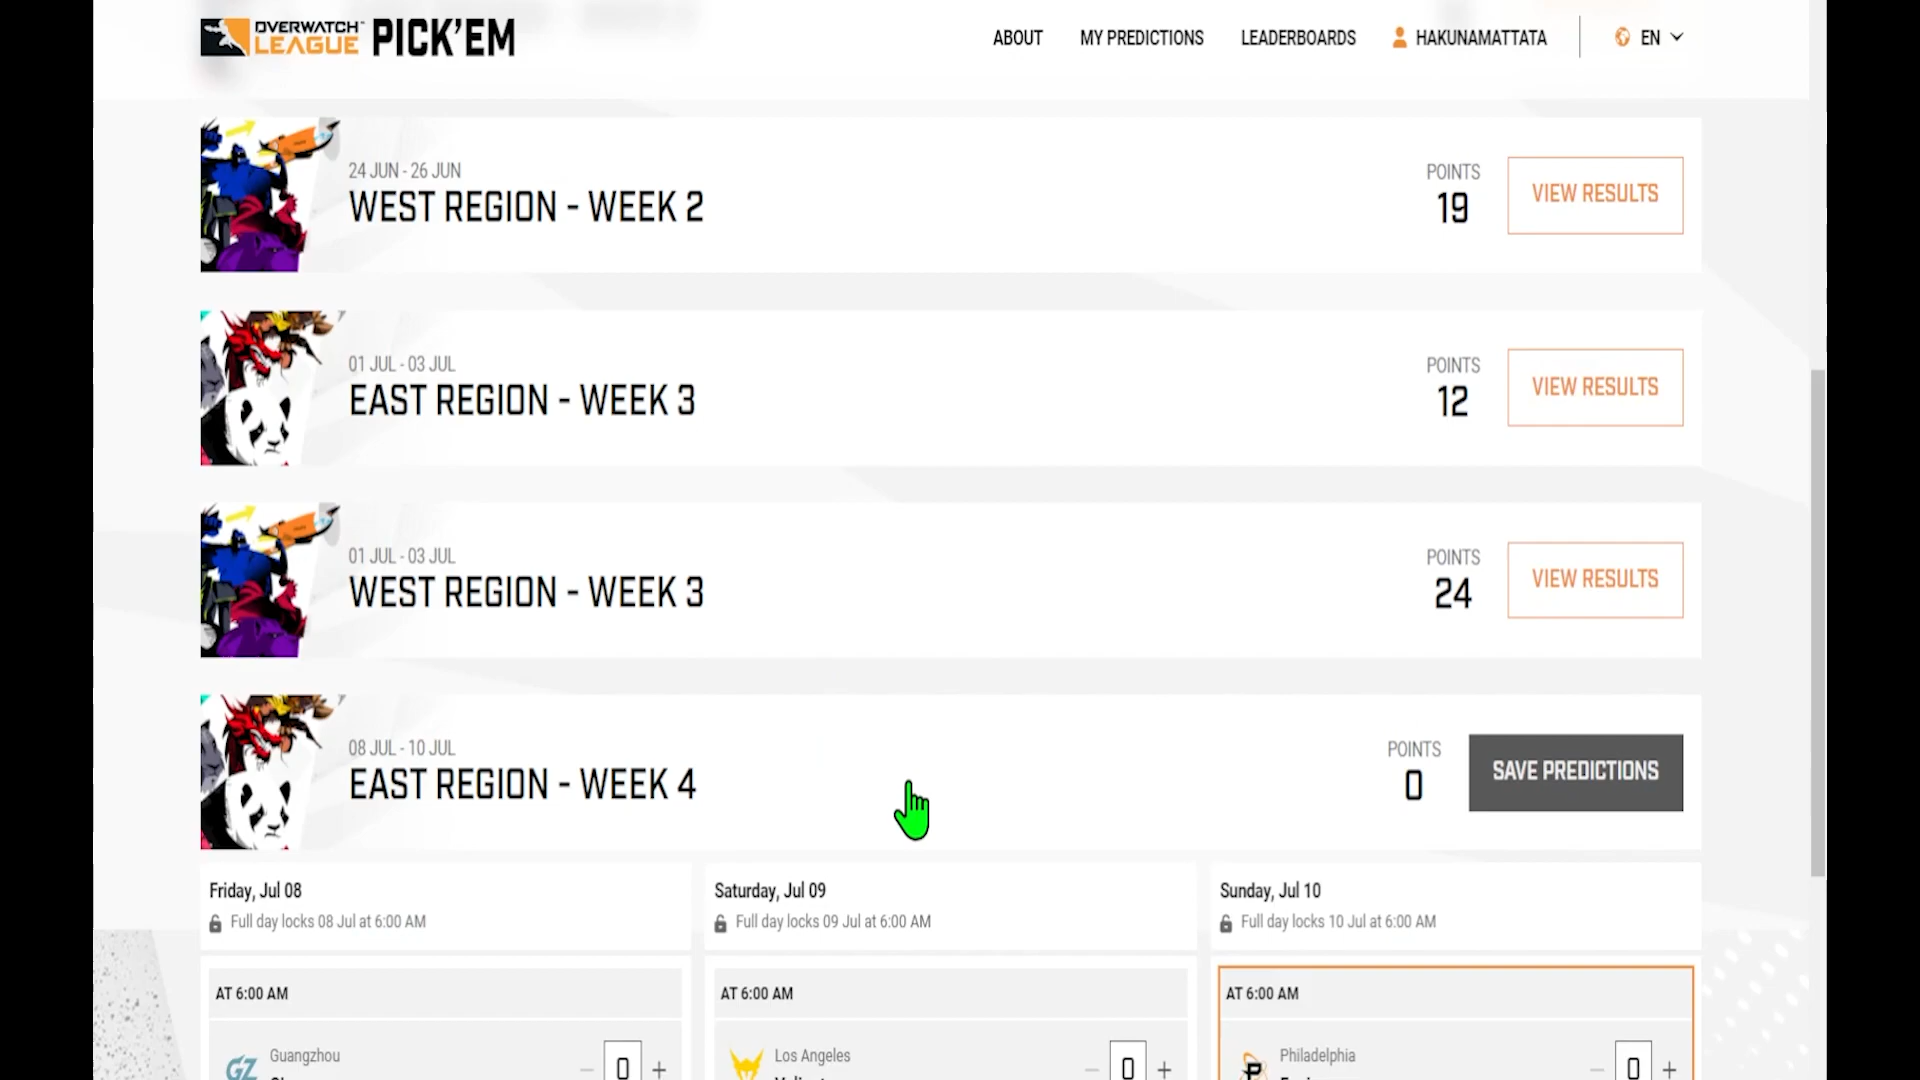 OVERWATCH LEAGUE PICK'EM
ABOUT
MY PREDICTIONS
LEADERBOARDS
HAKUNAMATTATA
EN
24 JUN - 26 JUN
WEST REGION - WEEK 2
POINTS
19
VIEW RESULTS
01 JUL - 03 JUL
EAST REGION - WEEK 3
POINTS
12
VIEW RESULTS
01 JUL - 03 JUL
WEST REGION - WEEK 3
POINTS
24
VIEW RESULTS
08 JUL - 10 JUL
EAST REGION - WEEK 4
POINTS
0
SAVE PREDICTIONS
Friday, Jul 08
Full day locks 08 Jul at 6:00 AM
Saturday, Jul 09
Full day locks 09 Jul at 6:00 AM
Sunday, Jul 10
Full day locks 10 Jul at 6:00 AM
AT 6:00 AM
AT 6:00 AM
AT 6:00 AM
GZ
Guangzhou
- 0 +
Los Angeles
- 0 +
P
Philadelphia
- 0 +